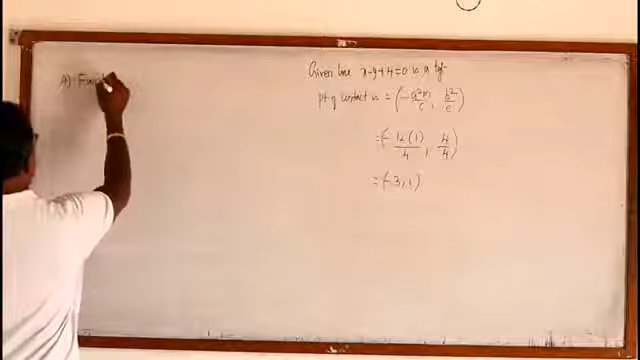 A) Find
Given line x-y+4=0 is a tgt
pt of contact is = (-a²m/c, b²/c)
= (-12(1)/4, 4/4)
= (-3,1)